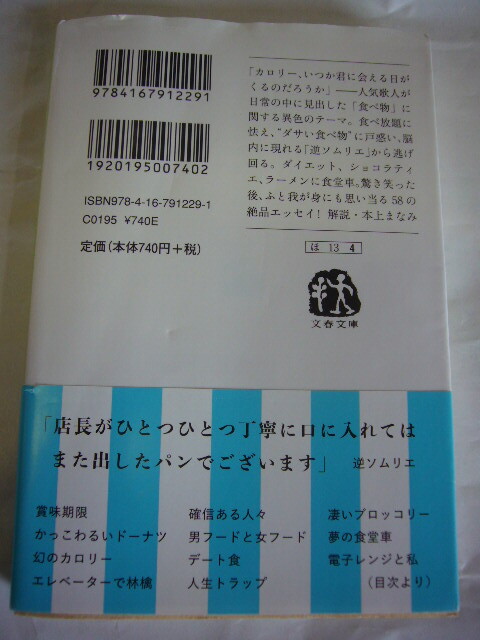 9784167912291
1920195007402
ISBN978-4-16-791229-1
C0195 ¥740E
定価(本体740円+税)
「カロリー、いつか君に会える日が
くるのだろうか」――人気歌人が
日常の中に見出した「食べ物」に
関する異色のテーマ。食べ放題に
怯え、"ダサい食べ物"に戸惑い、脳
内に現れる「逆ソムリエ」から逃げ
回る。ダイエット、ショコラティ
エ、ラーメンに食堂車。驚き笑った
後、ふと我が身にも思い当る58の
絶品エッセイ! 解説・本上まなみ
ほ 13 4
文春文庫
「店長がひとつひとつ丁寧に口に入れては
また出したパンでございます」 逆ソムリエ
賞味期限 確信ある人々 凄いブロッコリー
かっこわるいドーナツ 男フードと女フード 夢の食堂車
幻のカロリー デート食 電子レンジと私
エレベーターで林檎 人生トラップ (目次より)